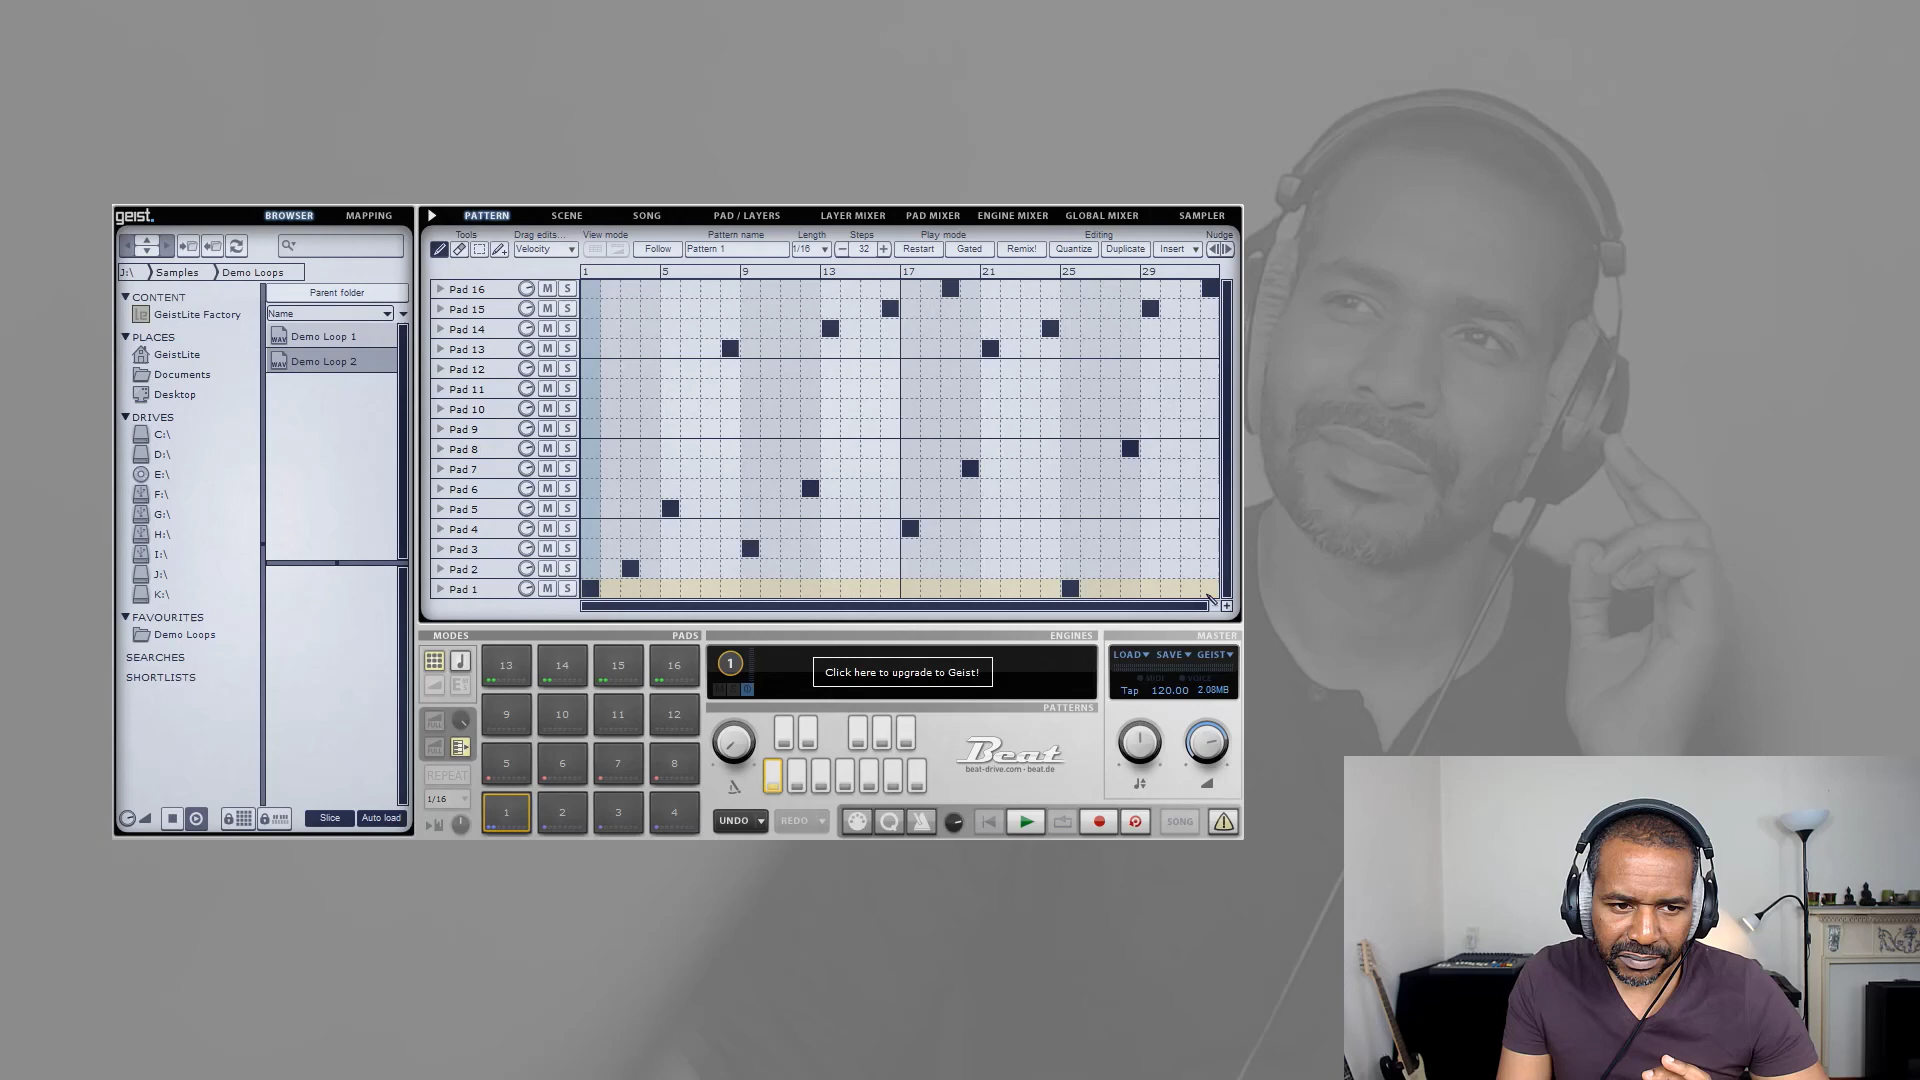 geist.
BROWSER MAPPING
PATTERN SCENE SONG PAD / LAYERS LAYER MIXER PAD MIXER ENGINE MIXER GLOBAL MIXER SAMPLER
Tools Drag edits... View mode Pattern name Length Steps Play mode Editing Nudge
Velocity Follow Pattern 1 1/16 32 Restart Gated Remix! Quantize Duplicate Insert
J:\ Samples Demo Loops
1 5 9 13 17 21 25 29
CONTENT
GeistLite Factory
PLACES
GeistLite
Documents
Desktop
DRIVES
C:\
D:\
E:\
F:\
G:\
H:\
I:\
J:\
K:\
FAVOURITES
Demo Loops
SEARCHES
SHORTLISTS
Parent folder
Name
WAV Demo Loop 1
WAV Demo Loop 2
Slice Auto load
Pad 16 M S
Pad 15 M S
Pad 14 M S
Pad 13 M S
Pad 12 M S
Pad 11 M S
Pad 10 M S
Pad 9 M S
Pad 8 M S
Pad 7 M S
Pad 6 M S
Pad 5 M S
Pad 4 M S
Pad 3 M S
Pad 2 M S
Pad 1 M S
MODES PADS ENGINES MASTER
13 14 15 16
9 10 11 12
5 6 7 8
1 2 3 4
FULL
FULL
REPEAT
1/16
1
Click here to upgrade to Geist!
PATTERNS
Beat
beat-drive.com · beat.de
LOAD SAVE GEIST
MIDI VOICE
Tap 120.00 2.08MB
UNDO REDO SONG